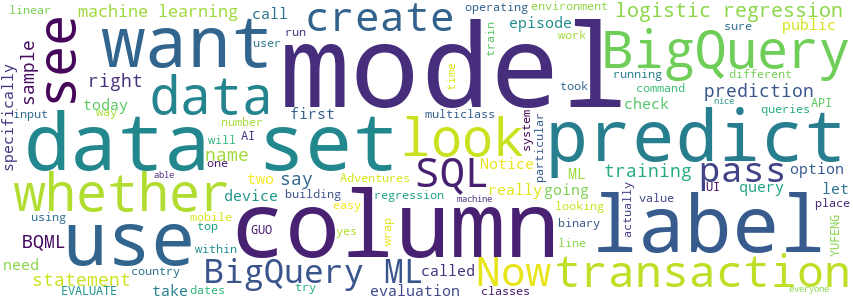 linear machine learning call operating environment logistic regression
user run create episode work sure public
specifically see sample want model train BigQuery
right data time took running different
today first look command prediction
input multiclass check queries API
way number will system nice
data set predict
AI name one SQL Notice particular ML training pass option
whether two say really going UI query let
device building Adventures regression easy able machine looking actually value place
using mobile column label
BQML top GUO yes wrap binary YUFENG
need use within line
statement country BigQuery ML called Now transaction
EVALUATE take dates try evaluation classes everyone